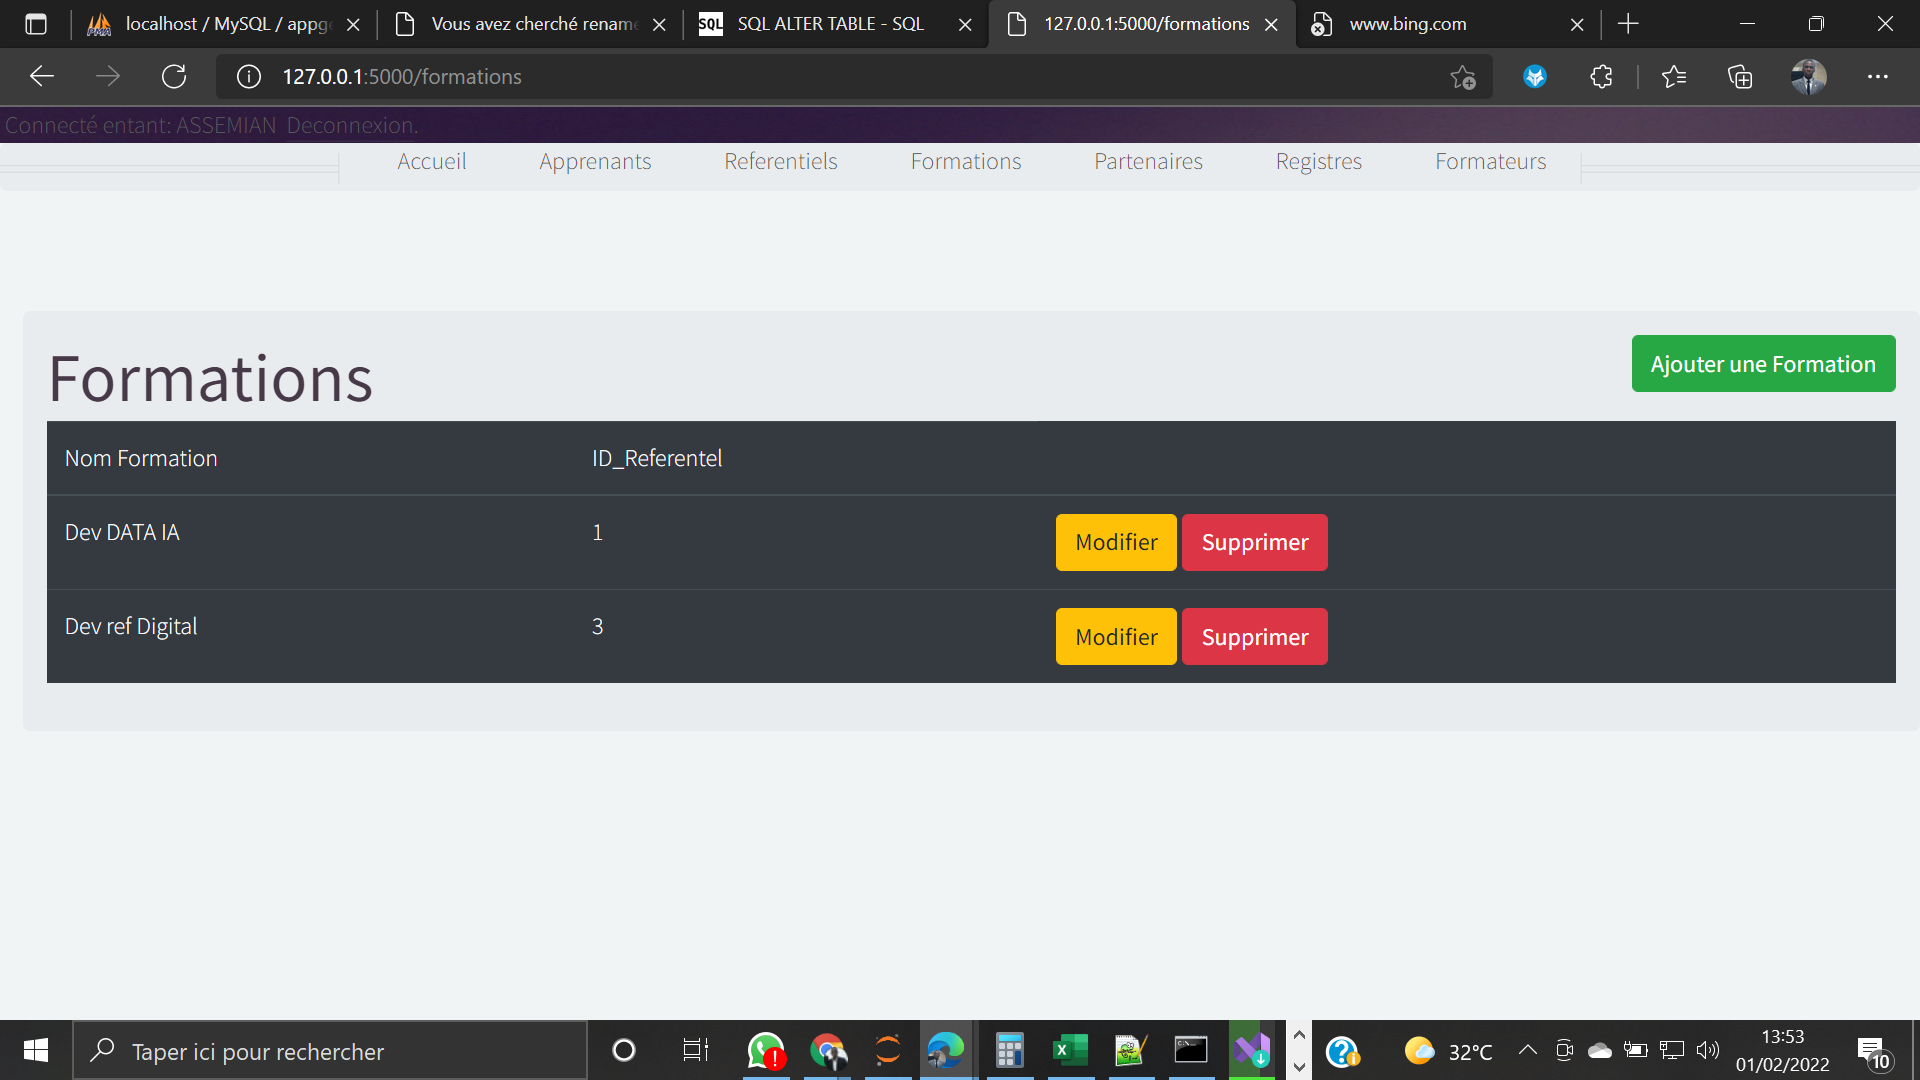 localhost / MySQL / appg
Vous avez cherché rename
SQL
SQL ALTER TABLE - SQL
127.0.0.1:5000/formations
www.bing.com
127.0.0.1:5000/formations
Connecté entant: ASSEMIAN Deconnexion.
Accueil Apprenants Referentiels Formations Partenaires Registres Formateurs
Formations
Ajouter une Formation
Nom Formation ID_Referentel
Dev DATA IA 1 Modifier Supprimer
Dev ref Digital 3 Modifier Supprimer
Taper ici pour rechercher
32°C
13:53
01/02/2022
10